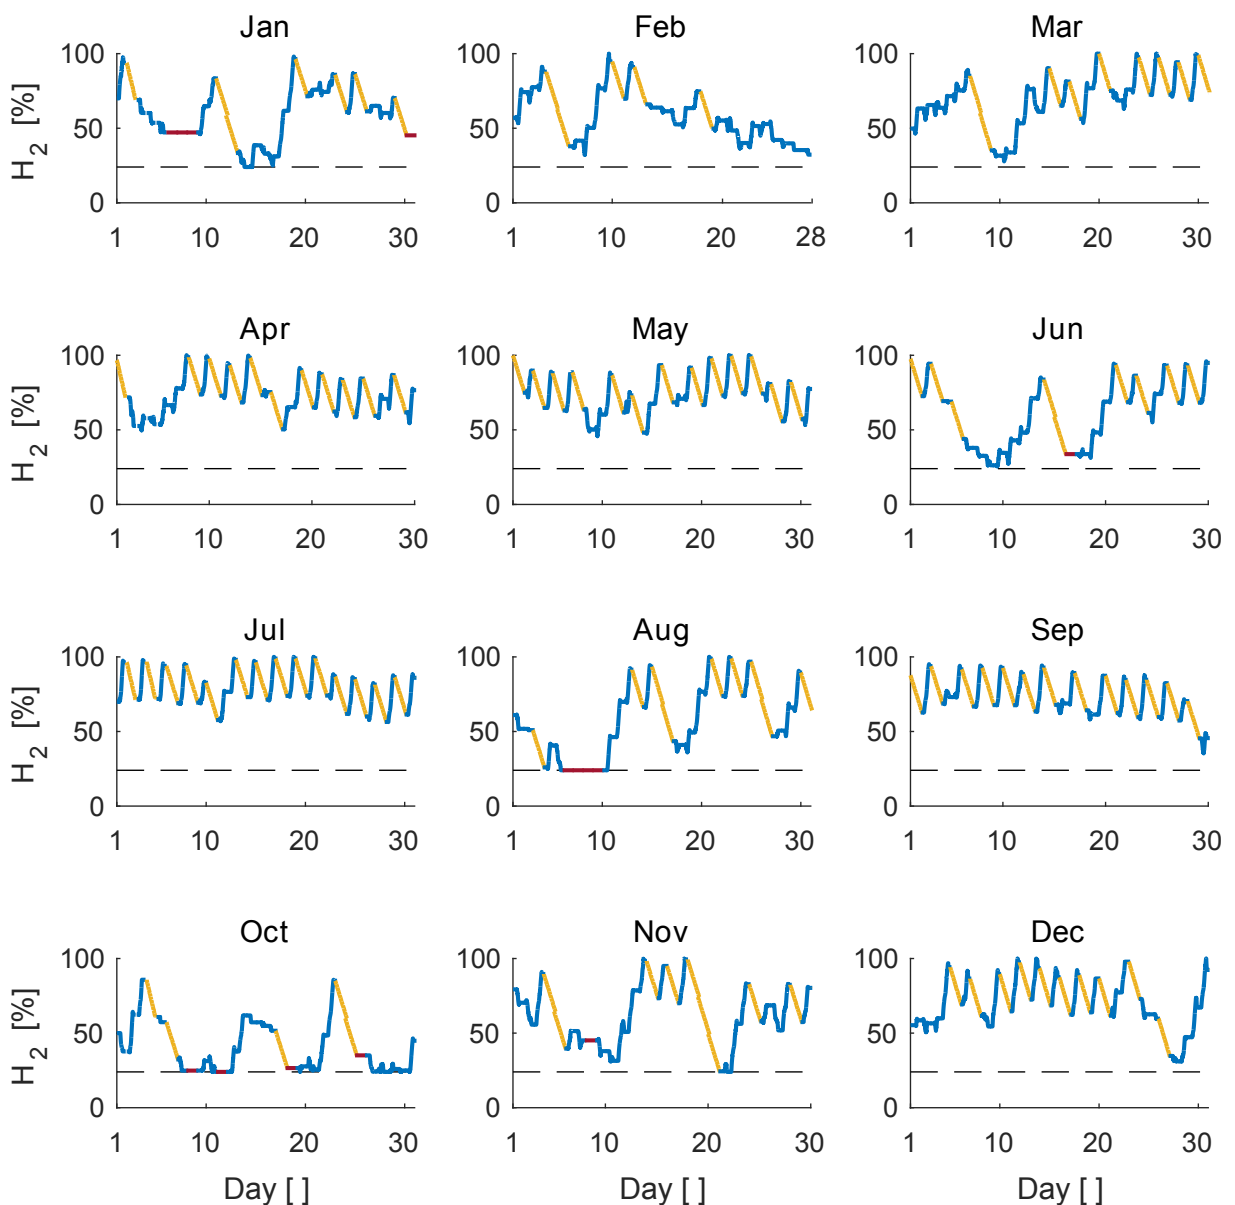 Jan Feb Mar
H2 [%]
100 100 100
50 50 50
0 0 0
1 10 20 30 1 10 20 28 1 10 20 30
Apr May Jun
H2 [%]
100 100 100
50 50 50
0 0 0
1 10 20 30 1 10 20 30 1 10 20 30
Jul Aug Sep
H2 [%]
100 100 100
50 50 50
0 0 0
1 10 20 30 1 10 20 30 1 10 20 30
Oct Nov Dec
H2 [%]
100 100 100
50 50 50
0 0 0
1 10 20 30 1 10 20 30 1 10 20 30
Day [ ] Day [ ] Day [ ]